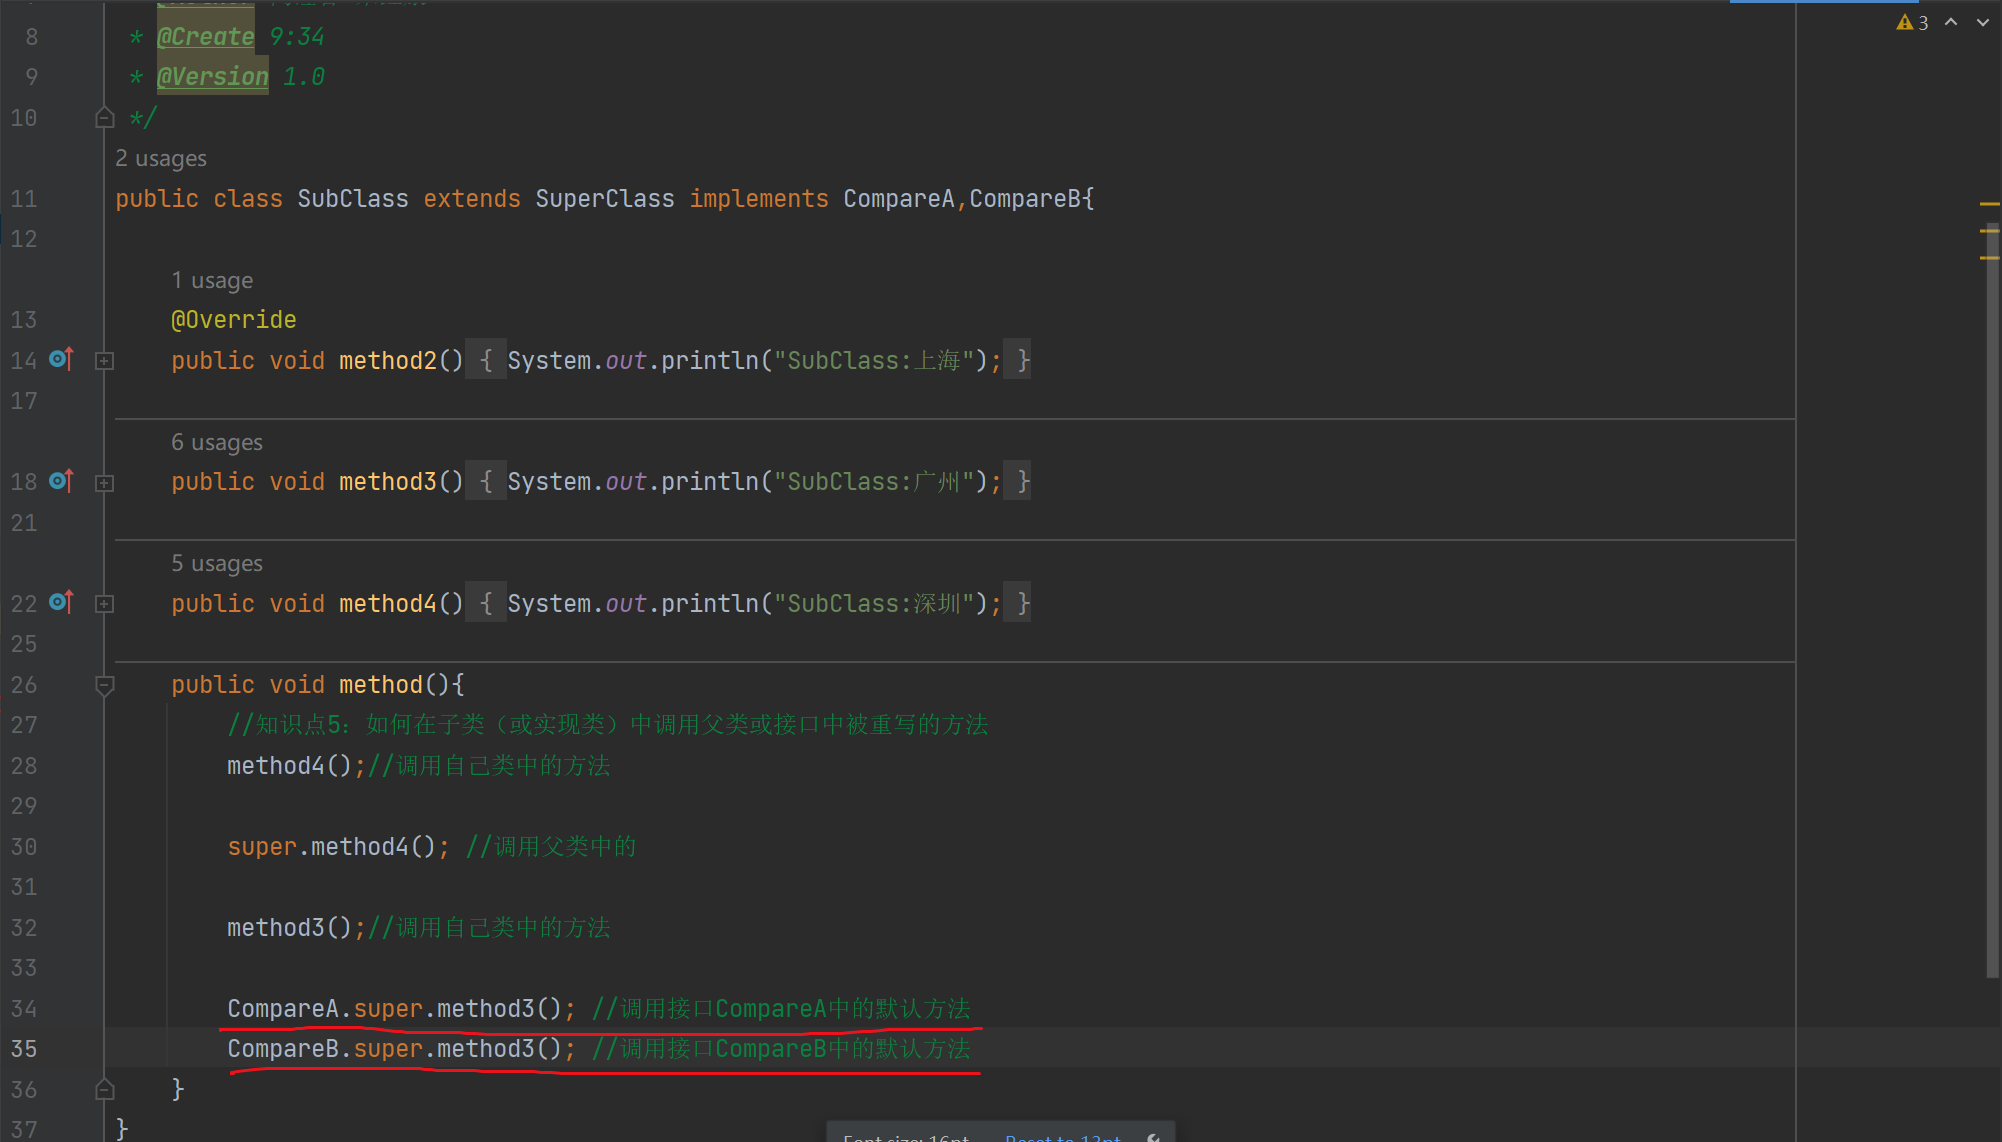 8 * @Create 9:34
9 * @Version 1.0
10 */
2 usages
11 public class SubClass extends SuperClass implements CompareA,CompareB{
12
1 usage
13 @Override
14 public void method2() { System.out.println("SubClass:上海"); }
17
6 usages
18 public void method3() { System.out.println("SubClass:广州"); }
21
5 usages
22 public void method4() { System.out.println("SubClass:深圳"); }
25
26 public void method(){
27 //知识点5：如何在子类（或实现类）中调用父类或接口中被重写的方法
28 method4();//调用自己类中的方法
29
30 super.method4(); //调用父类中的
31
32 method3();//调用自己类中的方法
33
34 CompareA.super.method3(); //调用接口CompareA中的默认方法
35 CompareB.super.method3(); //调用接口CompareB中的默认方法
36 }
37 }
3
Font size: 16pt Reset to 13pt